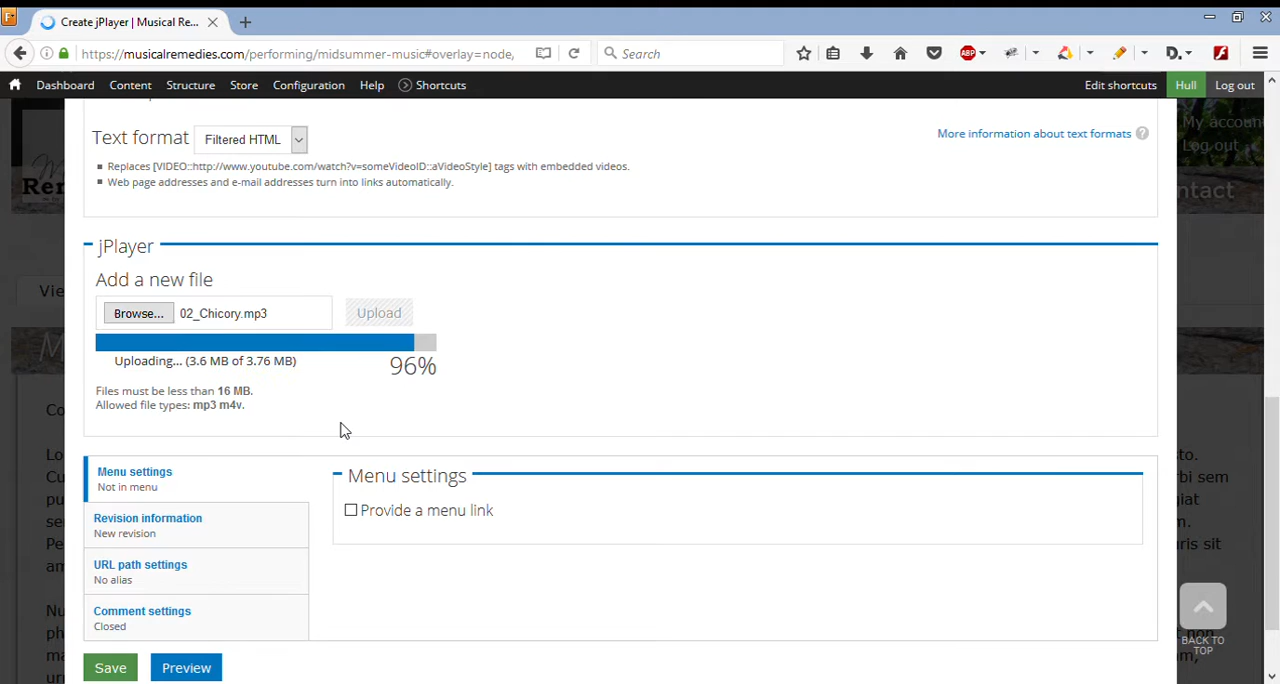 Create jPlayer | Musical Re...
https://musicalremedies.com/performing/midsummer-music#overlay=node,
Search
ABP
D.
Dashboard Content Structure Store Configuration Help Shortcuts
Edit shortcuts Hull Log out
My account
Log out
Contact
Text format Filtered HTML
More information about text formats ?
Replaces [VIDEO::http://www.youtube.com/watch?v=someVideoID::aVideoStyle] tags with embedded videos.
Web page addresses and e-mail addresses turn into links automatically.
jPlayer
Add a new file
Browse... 02_Chicory.mp3 Upload
Uploading... (3.6 MB of 3.76 MB)
96%
Files must be less than 16 MB.
Allowed file types: mp3 m4v.
Menu settings
Not in menu
Revision information
New revision
URL path settings
No alias
Comment settings
Closed
Menu settings
Provide a menu link
BACK TO
TOP
Save Preview